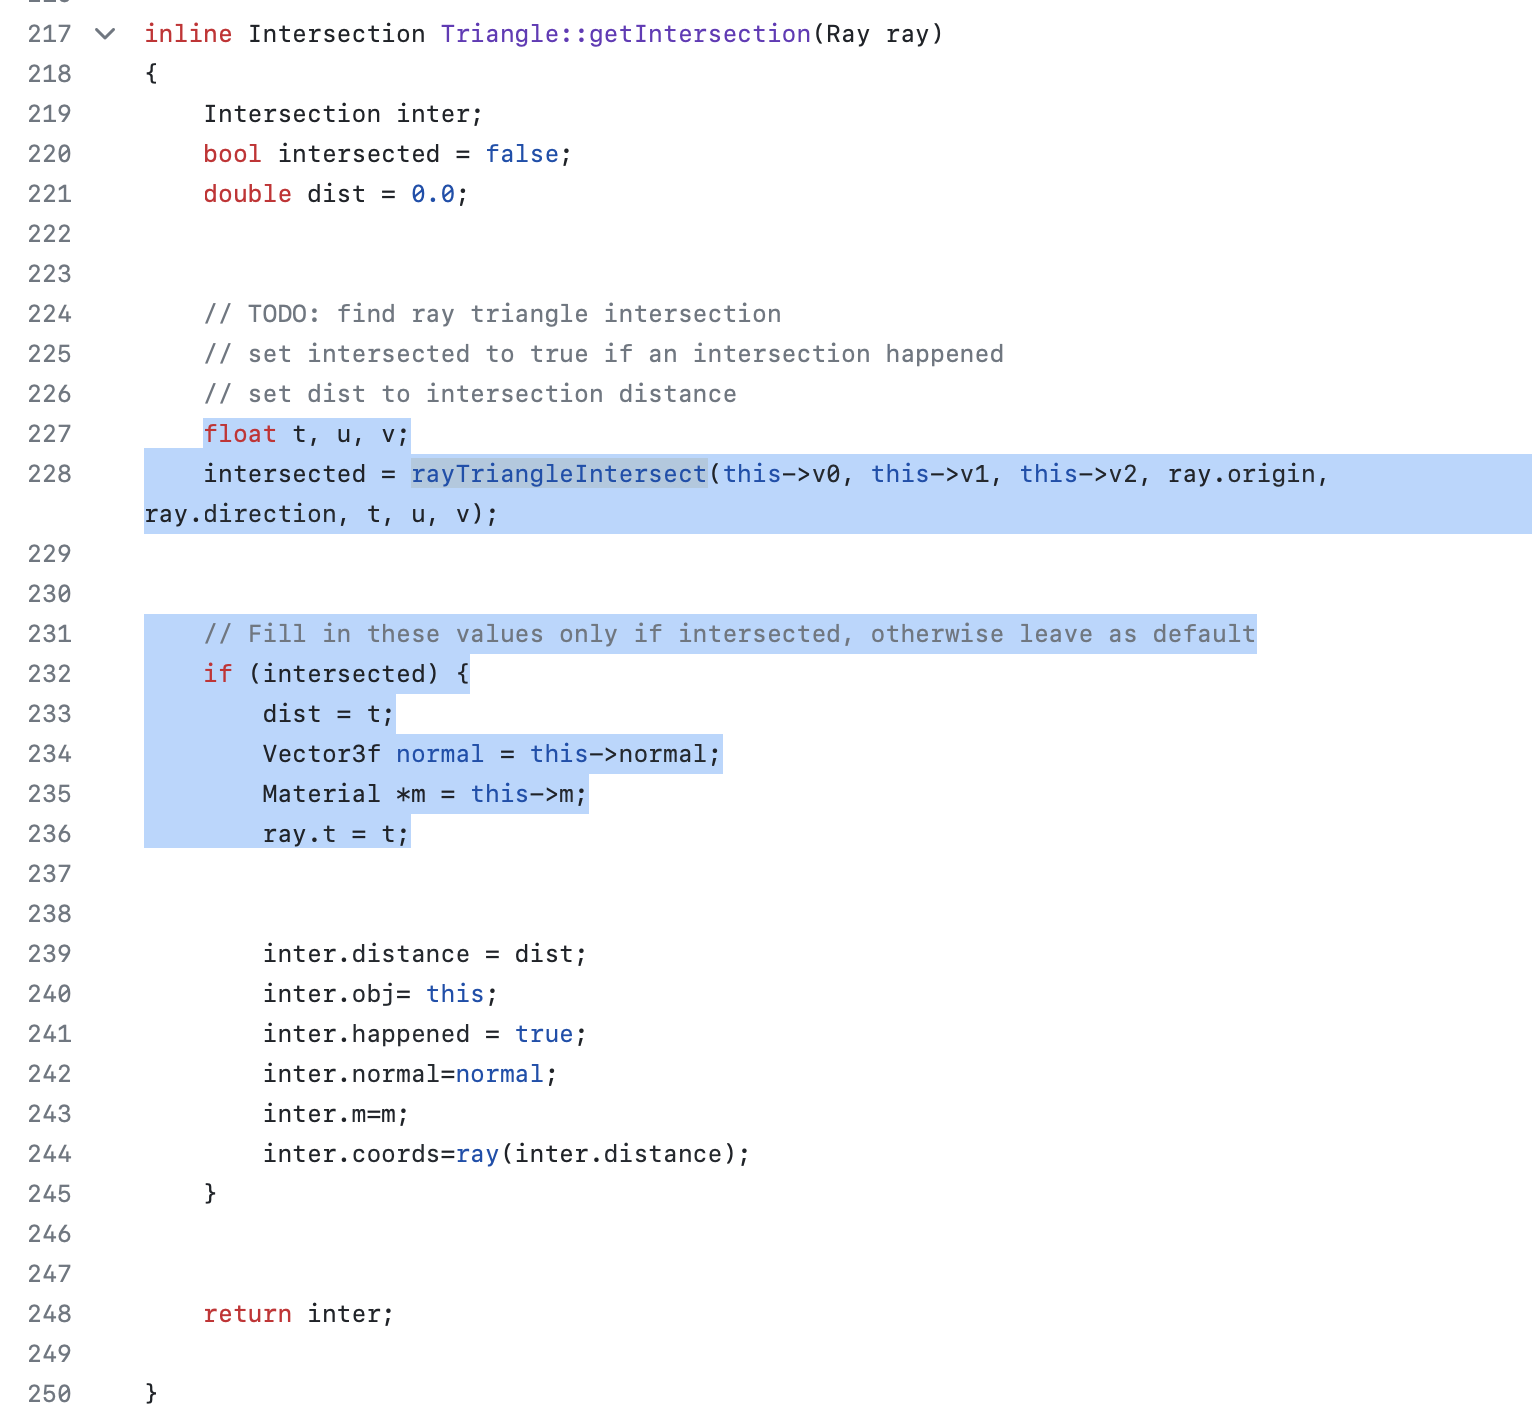 217 inline Intersection Triangle::getIntersection(Ray ray)
218 {
219     Intersection inter;
220     bool intersected = false;
221     double dist = 0.0;
222
223
224     // TODO: find ray triangle intersection
225     // set intersected to true if an intersection happened
226     // set dist to intersection distance
227     float t, u, v;
228     intersected = rayTriangleIntersect(this->v0, this->v1, this->v2, ray.origin,
ray.direction, t, u, v);
229
230
231     // Fill in these values only if intersected, otherwise leave as default
232     if (intersected) {
233         dist = t;
234         Vector3f normal = this->normal;
235         Material *m = this->m;
236         ray.t = t;
237
238
239         inter.distance = dist;
240         inter.obj= this;
241         inter.happened = true;
242         inter.normal=normal;
243         inter.m=m;
244         inter.coords=ray(inter.distance);
245     }
246
247
248     return inter;
249
250 }